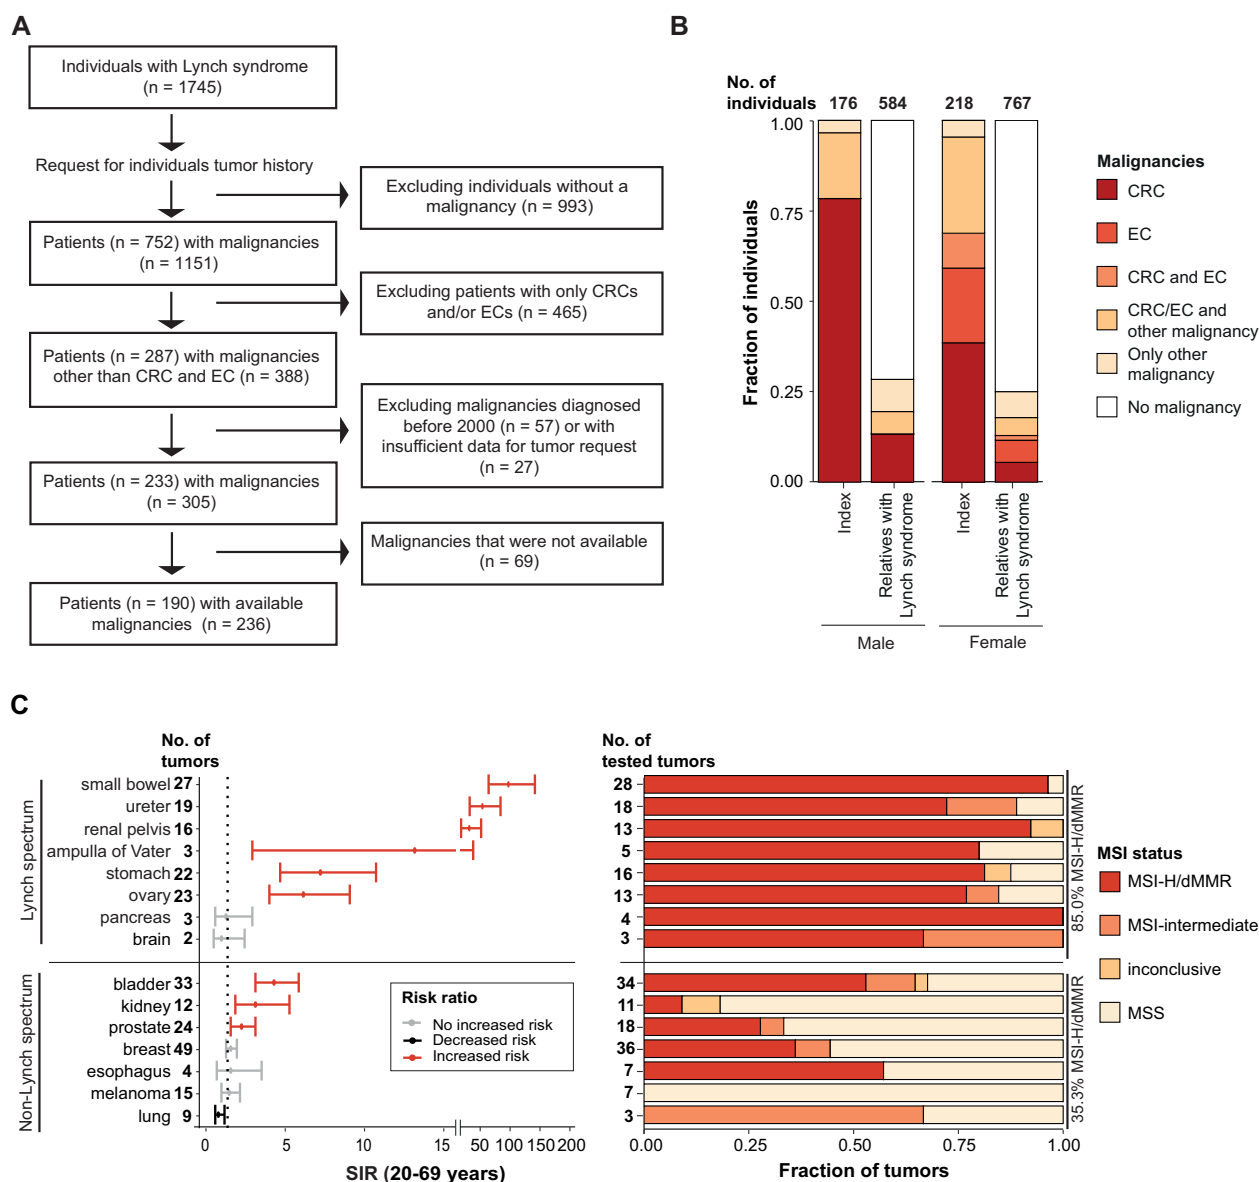 A
Individuals with Lynch syndrome
(n = 1745)
Request for individuals tumor history
Excluding individuals without a
malignancy (n = 993)
Patients (n = 752) with malignancies
(n = 1151)
Excluding patients with only CRCs
and/or ECs (n = 465)
Patients (n = 287) with malignancies
other than CRC and EC (n = 388)
Excluding malignancies diagnosed
before 2000 (n = 57) or with
insufficient data for tumor request
(n = 27)
Patients (n = 233) with malignancies
(n = 305)
Malignancies that were not available
(n = 69)
Patients (n = 190) with available
malignancies (n = 236)
B
No. of
individuals 176 584 218 767
1.00
0.75
0.50
0.25
0.00
Fraction of individuals
Index
Relatives with
Lynch syndrome
Index
Relatives with
Lynch syndrome
Male
Female
Malignancies
CRC
EC
CRC and EC
CRC/EC and
other malignancy
Only other
malignancy
No malignancy
C
No. of
tumors
Lynch spectrum
small bowel 27
ureter 19
renal pelvis 16
ampulla of Vater 3
stomach 22
ovary 23
pancreas 3
brain 2
Non-Lynch spectrum
bladder 33
kidney 12
prostate 24
breast 49
esophagus 4
melanoma 15
lung 9
Risk ratio
No increased risk
Decreased risk
Increased risk
0 5 10 15 50 100 150 200
SIR (20-69 years)
No. of
tested tumors
28
18
13
5
16
13
4
3
34
11
18
36
7
7
3
85.0% MSI-H/dMMR
35.3% MSI-H/dMMR
0.00 0.25 0.50 0.75 1.00
Fraction of tumors
MSI status
MSI-H/dMMR
MSI-intermediate
inconclusive
MSS